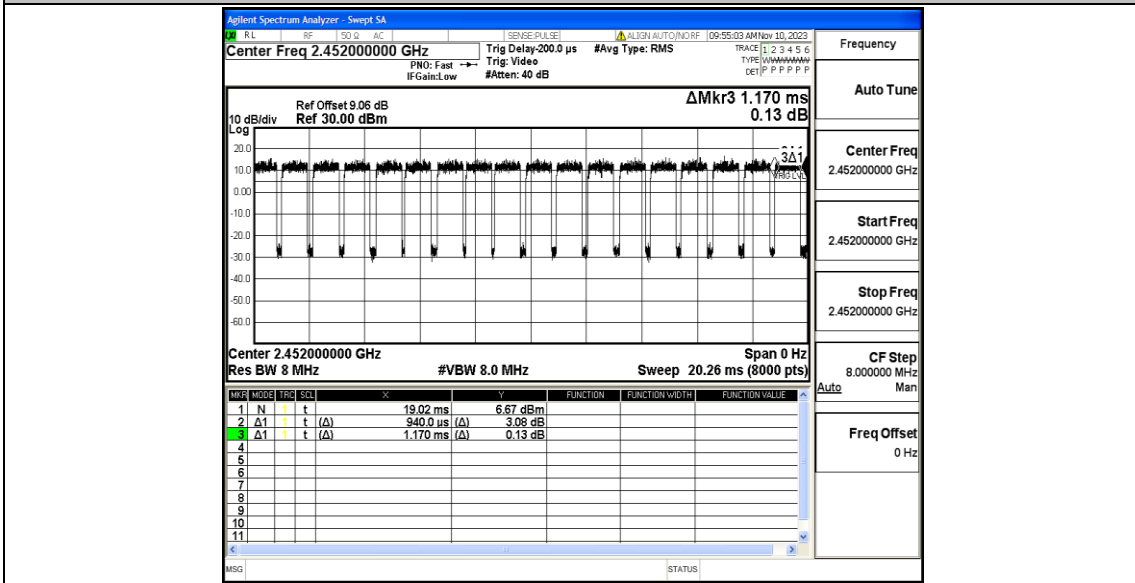 Agilent Spectrum Analyzer - Swept SA
RL RF 50 Ω AC SENSE:PULSE ALIGN AUTO/NO RF 09:55:03 AM Nov 10, 2023
Center Freq 2.452000000 GHz
PNO: Fast
IFGain:Low
Trig Delay-200.0 µs
Trig: Video
#Atten: 40 dB
#Avg Type: RMS
TRACE 1 2 3 4 5 6
TYPE WWWWWW
DET P P P P P P
ΔMkr3 1.170 ms
0.13 dB
10 dB/div
Log
Ref Offset 9.06 dB
Ref 30.00 dBm
20.0
10.0
0.00
-10.0
-20.0
-30.0
-40.0
-50.0
-60.0
3Δ1
TRIG LVL
Center 2.452000000 GHz Span 0 Hz
Res BW 8 MHz #VBW 8.0 MHz Sweep 20.26 ms (8000 pts)
MKR MODE TRC SCL X Y FUNCTION FUNCTION WIDTH FUNCTION VALUE
1 N 1 t 19.02 ms 6.67 dBm
2 Δ1 1 t (Δ) 940.0 µs (Δ) 3.08 dB
3 Δ1 1 t (Δ) 1.170 ms (Δ) 0.13 dB
4
5
6
7
8
9
10
11
MSG STATUS
Frequency
Auto Tune
Center Freq
2.452000000 GHz
Start Freq
2.452000000 GHz
Stop Freq
2.452000000 GHz
CF Step
8.000000 MHz
Auto Man
Freq Offset
0 Hz